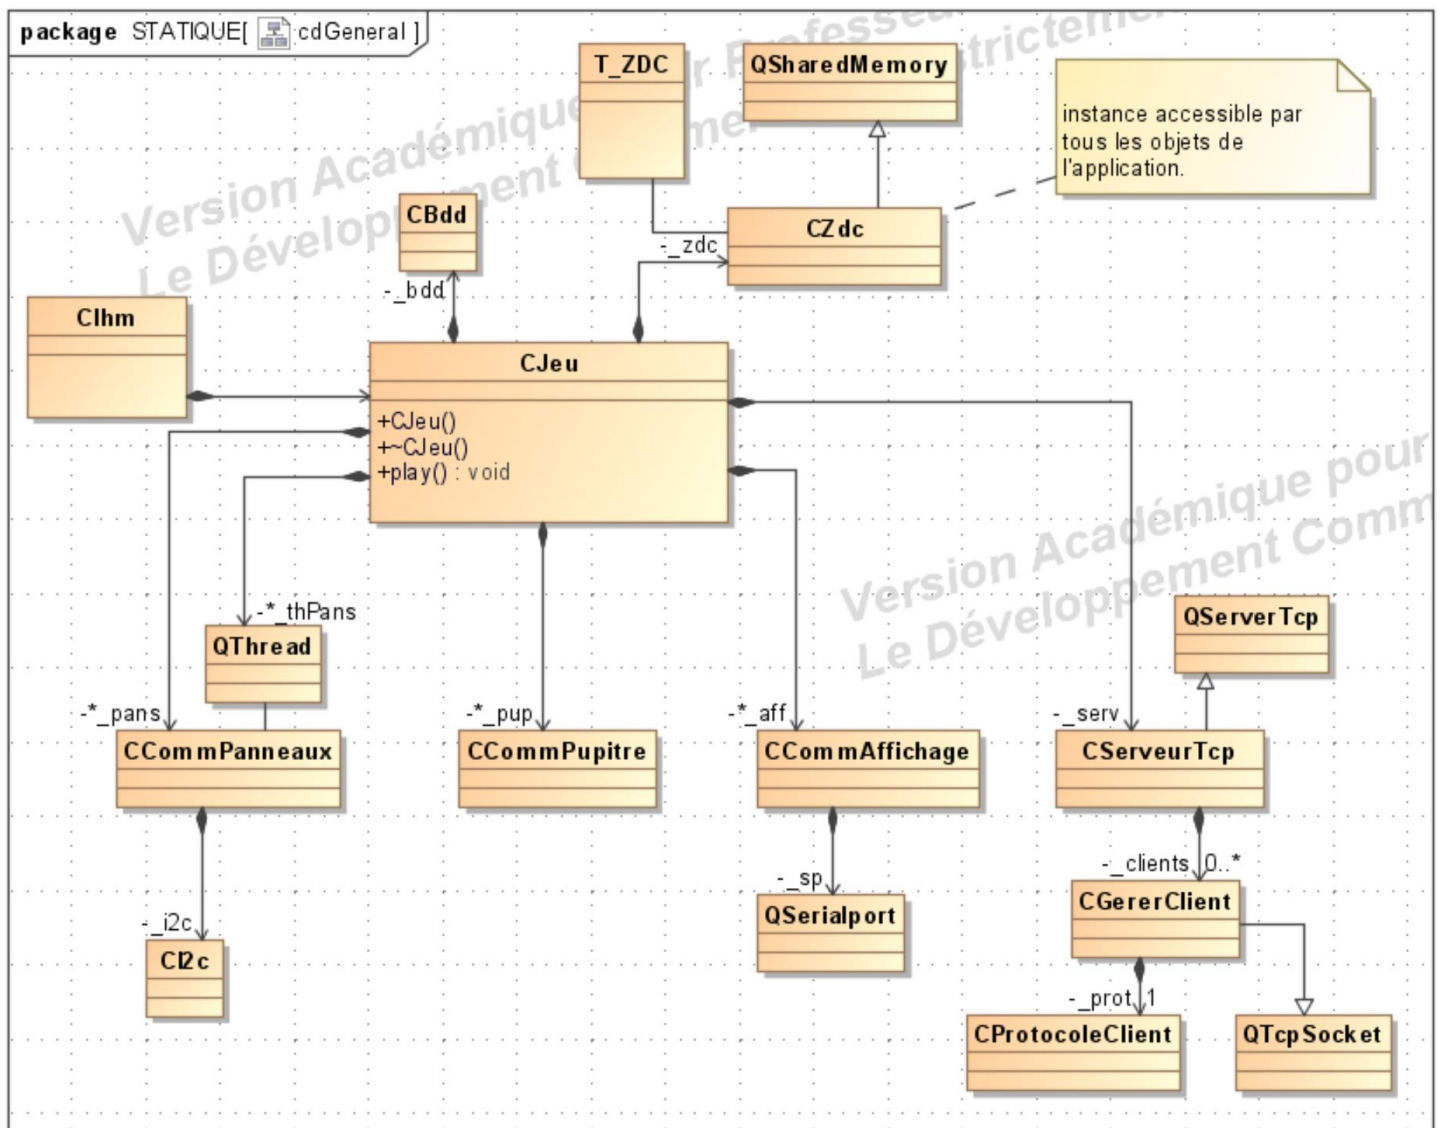 package STATIQUE[ cdGeneral ]
T_ZDC
QSharedMemory
instance accessible par
tous les objets de
l'application.
Version Académique
Le Développement
CBdd
CZdc
-_zdc
-_bdd
CIhm
CJeu
+CJeu()
+~CJeu()
+play() : void
Version Académique pour
Le Développement Comm
-*_thPans
QThread
QServerTcp
-*_pans
-*_pup
-*_aff
-_serv
CCommPanneaux
CCommPupitre
CCommAffichage
CServeurTcp
-_clients 0..*
-_sp
CGererClient
QSerialport
-_i2c
CI2c
-_prot 1
CProtocoleClient
QTcpSocket